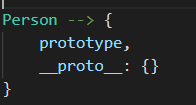 Person --> {
prototype,
__proto__: {}
}